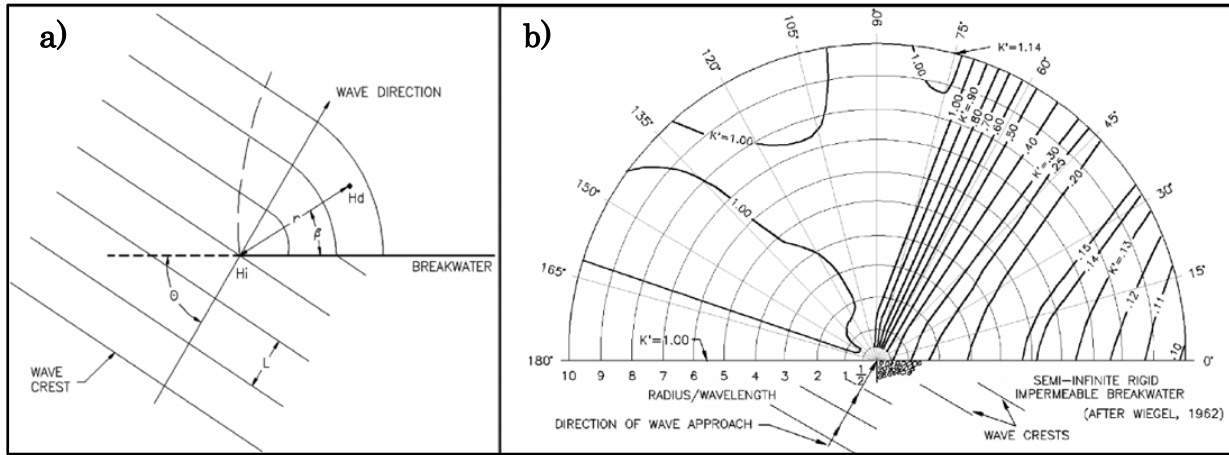 a)
WAVE DIRECTION
Hd
r
β
Hi
BREAKWATER
Θ
L
WAVE
CREST
b)
90°
105°
75°
K'=1.14
120°
60°
1.00
135°
45°
K'=1.00
1.00
K'=.90
.80
.70
.60
.50
.40
K'=.30
.25
.20
150°
30°
1.00
.15
.14
K'=.13
.12
.11
.10
165°
15°
K'=1.00
180°
0°
10 9 8 7 6 5 4 3 2 1 1/2
RADIUS/WAVELENGTH
SEMI-INFINITE RIGID
IMPERMEABLE BREAKWATER
(AFTER WIEGEL, 1962)
DIRECTION OF WAVE APPROACH
WAVE CRESTS